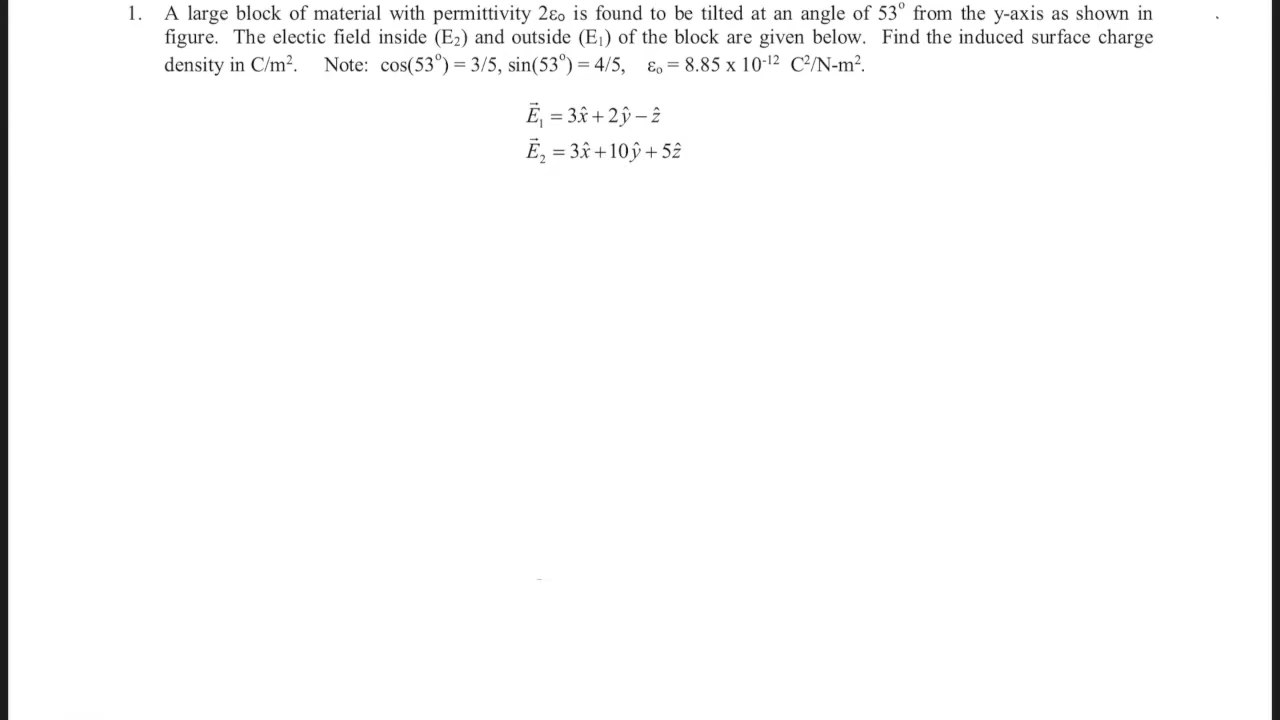 1. A large block of material with permittivity 2ε₀ is found to be tilted at an angle of 53° from the y-axis as shown in
figure. The electic field inside (E₂) and outside (E₁) of the block are given below. Find the induced surface charge
density in C/m². Note: cos(53°) = 3/5, sin(53°) = 4/5, ε₀ = 8.85 x 10⁻¹² C²/N-m².
E⃗₁ = 3x̂ + 2ŷ − ẑ
E⃗₂ = 3x̂ + 10ŷ + 5ẑ